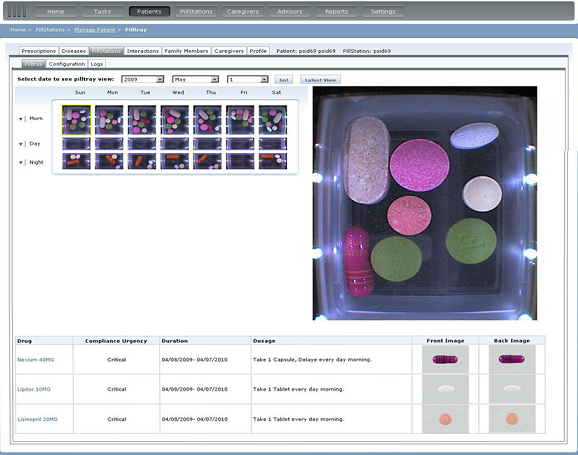 Home Tasks Patients PillStations Caregivers Advisors Reports Settings
Home » PillStations » Manage Patient » Pilltray
Prescriptions Diseases PillStations Interactions Family Members Caregivers Profile Patient: psid69 psid69 PillStation: psid69
Pilltray Configuration Logs
Select date to see pilltray view: 2009 May 1 Go! Latest View
Sun Mon Tue Wed Thu Fri Sat
Morn
Day
Night
Drug Compliance Urgency Duration Dosage Front Image Back Image
Nexium 40MG Critical 04/08/2009- 04/07/2010 Take 1 Capsule, Delaye every day morning.
Lipitor 10MG Critical 04/08/2009- 04/07/2010 Take 1 Tablet every day morning.
Lisinopril 20MG Critical 04/08/2009- 04/07/2010 Take 1 Tablet every day morning.